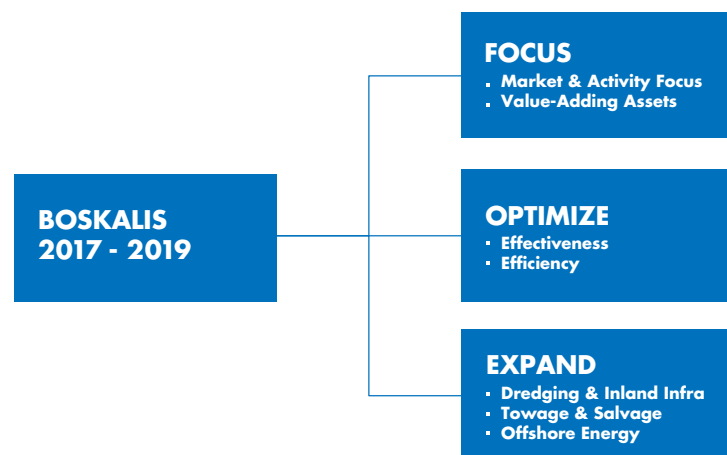 FOCUS
▪ Market & Activity Focus
▪ Value-Adding Assets
BOSKALIS
2017 - 2019
OPTIMIZE
▪ Effectiveness
▪ Efficiency
EXPAND
▪ Dredging & Inland Infra
▪ Towage & Salvage
▪ Offshore Energy